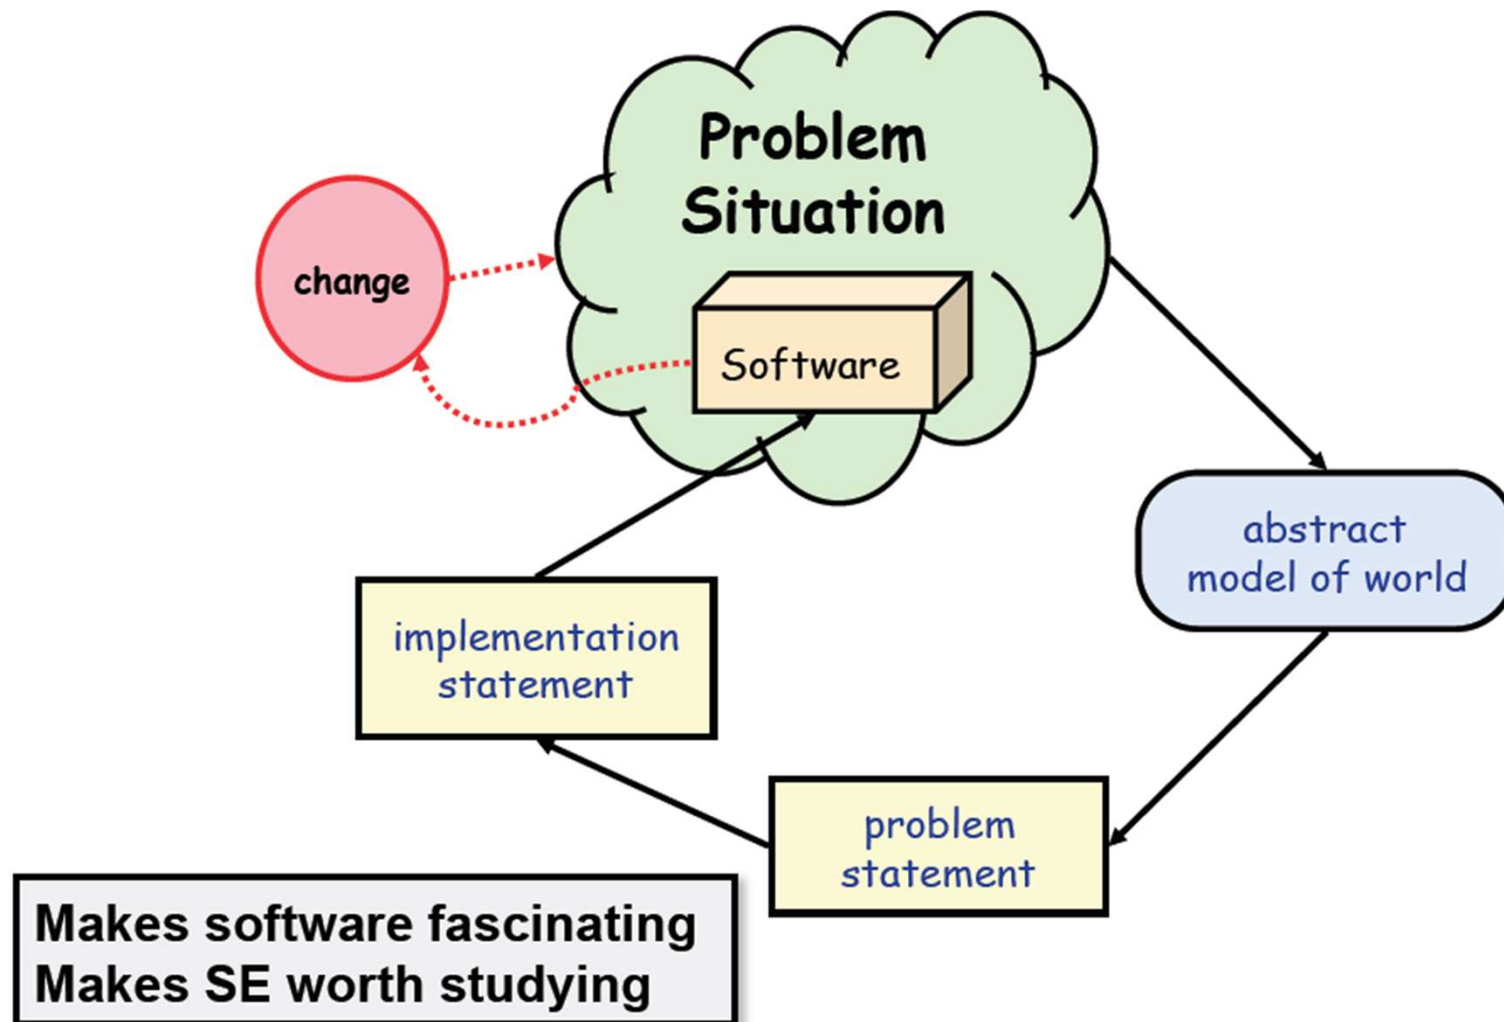 Problem
Situation
change
Software
abstract
model of world
implementation
statement
problem
statement
Makes software fascinating
Makes SE worth studying